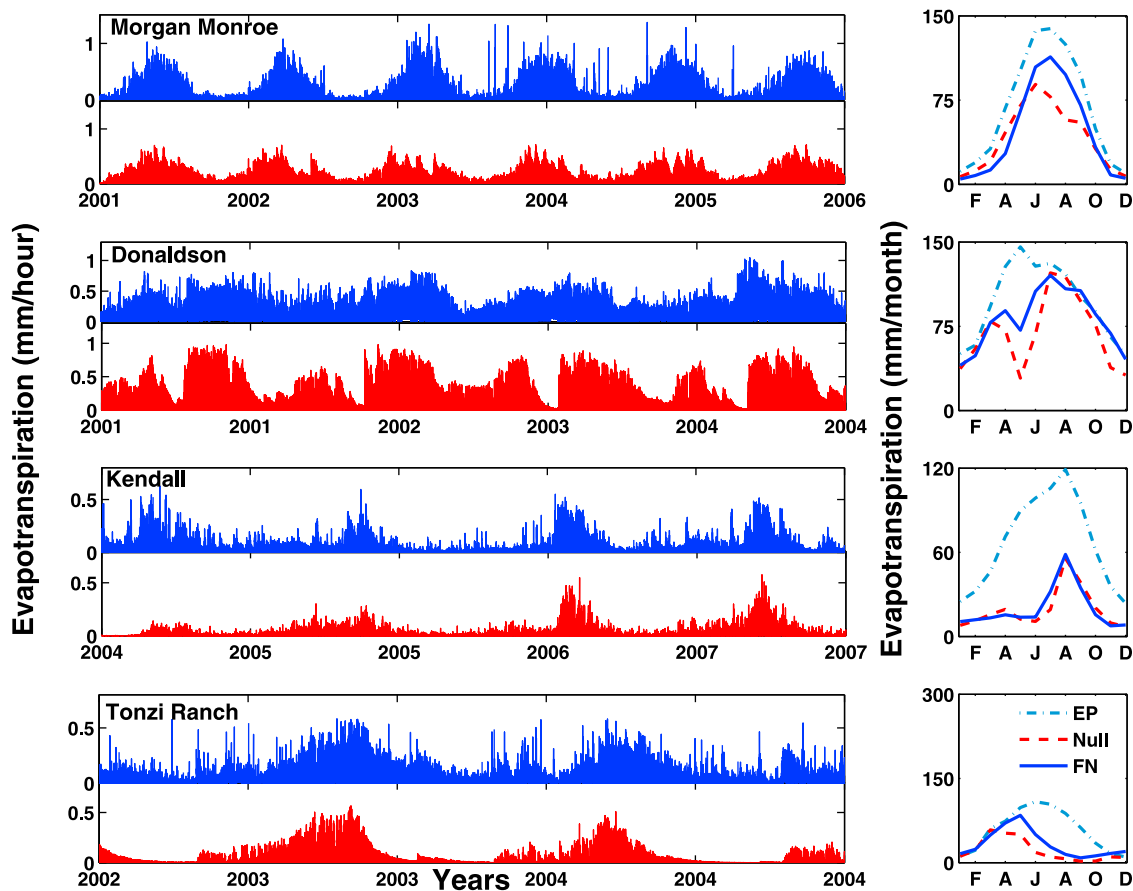 Morgan Monroe
1
0
1
0
2001 2002 2003 2004 2005 2006
150
75
0
F A J A O D
Donaldson
1
0.5
0
1
0.5
0
2001 2001 2002 2003 2004 2004
150
75
0
F A J A O D
Kendall
0.5
0
0.5
0
2004 2005 2005 2006 2007 2007
120
60
0
F A J A O D
Tonzi Ranch
0.5
0
0.5
0
2002 2003 2003 2004 2004 2004
300
150
0
F A J A O D
EP
Null
FN
Evapotranspiration (mm/hour)
Evapotranspiration (mm/month)
Years